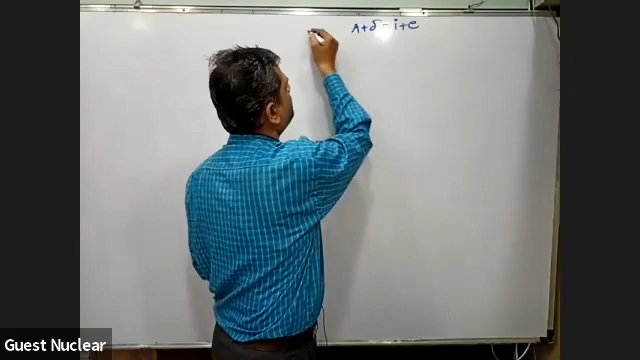 A+δ = i+e
Guest Nuclear